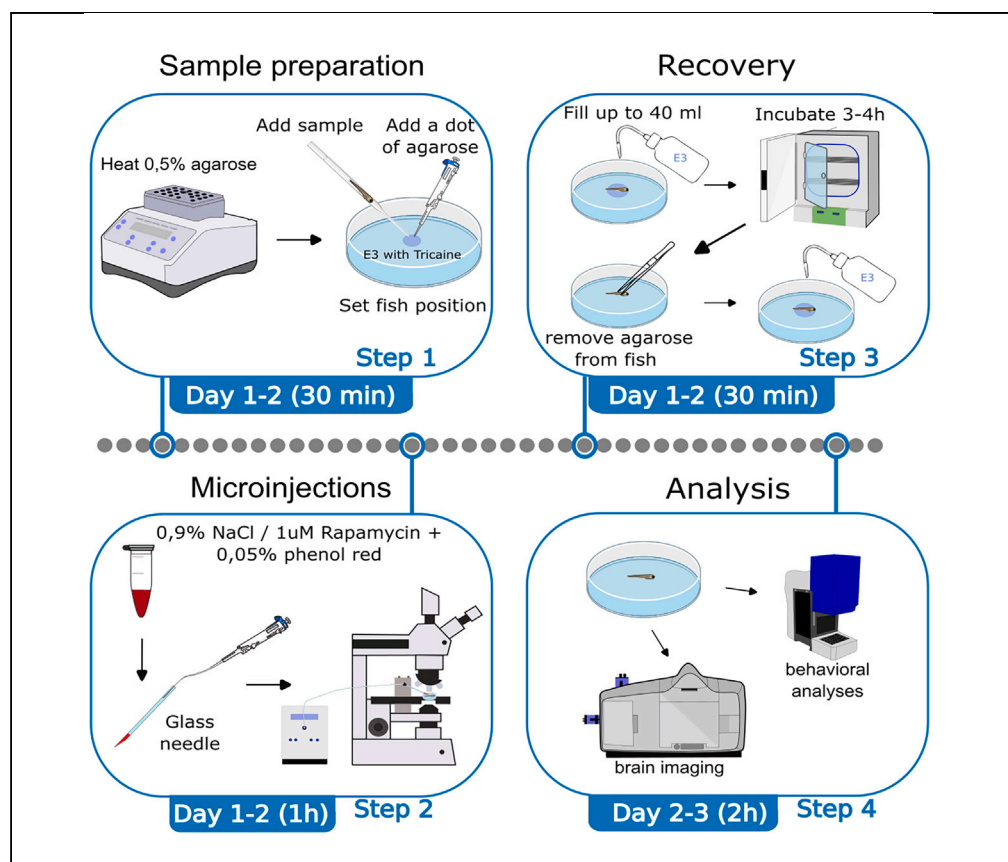 Sample preparation
Heat 0,5% agarose
Add sample
Add a dot
of agarose
E3 with Tricaine
Set fish position
Step 1
Day 1-2 (30 min)
Microinjections
0,9% NaCl / 1uM Rapamycin +
0,05% phenol red
Glass
needle
Day 1-2 (1h)
Step 2
Recovery
Fill up to 40 ml
E3
Incubate 3-4h
remove agarose
from fish
E3
Step 3
Day 1-2 (30 min)
Analysis
behavioral
analyses
brain imaging
Day 2-3 (2h)
Step 4